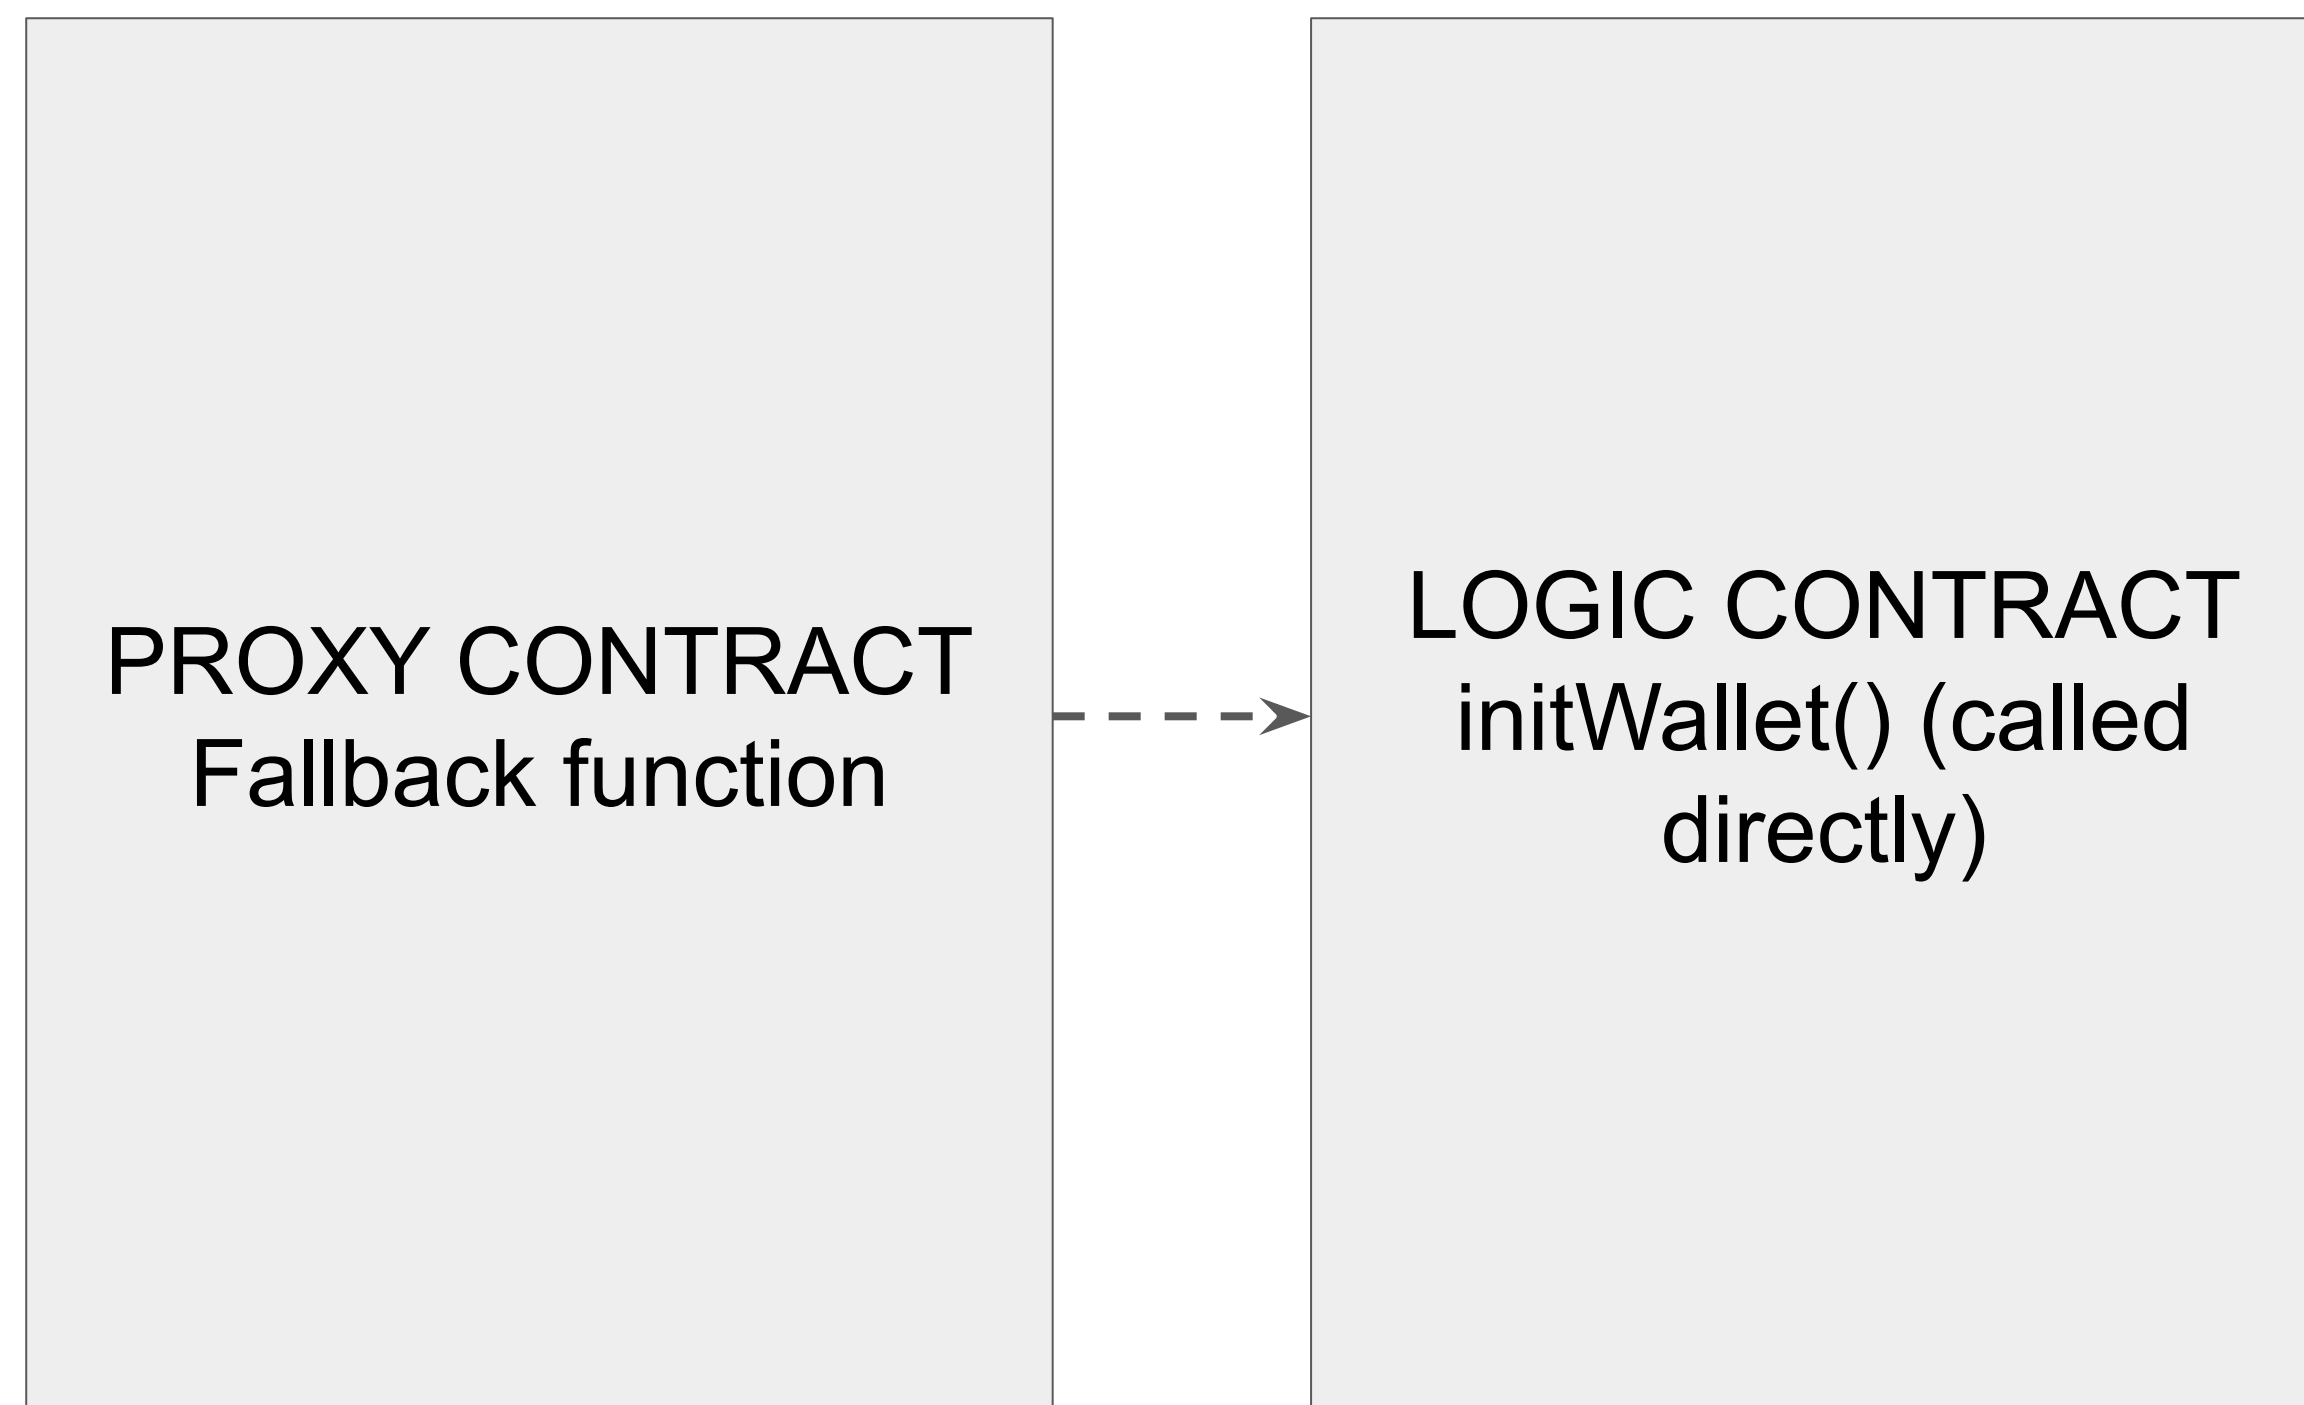 PROXY CONTRACT
Fallback function
LOGIC CONTRACT
initWallet() (called
directly)